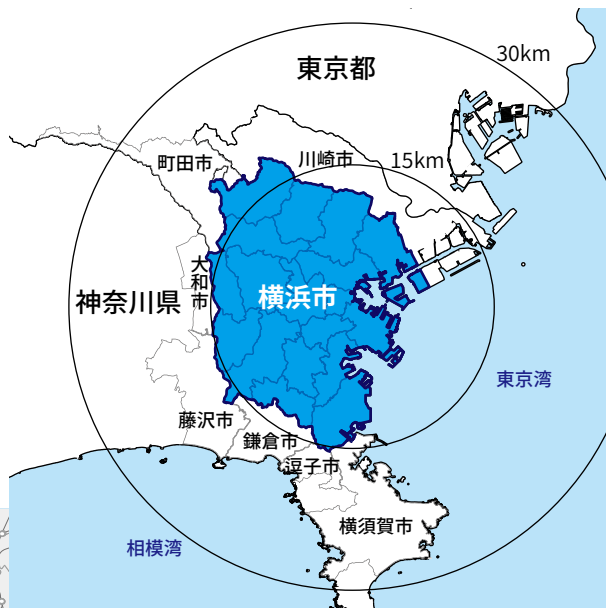 30km
東京都
川崎市
15km
町田市
大和市
横浜市
神奈川県
東京湾
藤沢市
鎌倉市
逗子市
横須賀市
相模湾